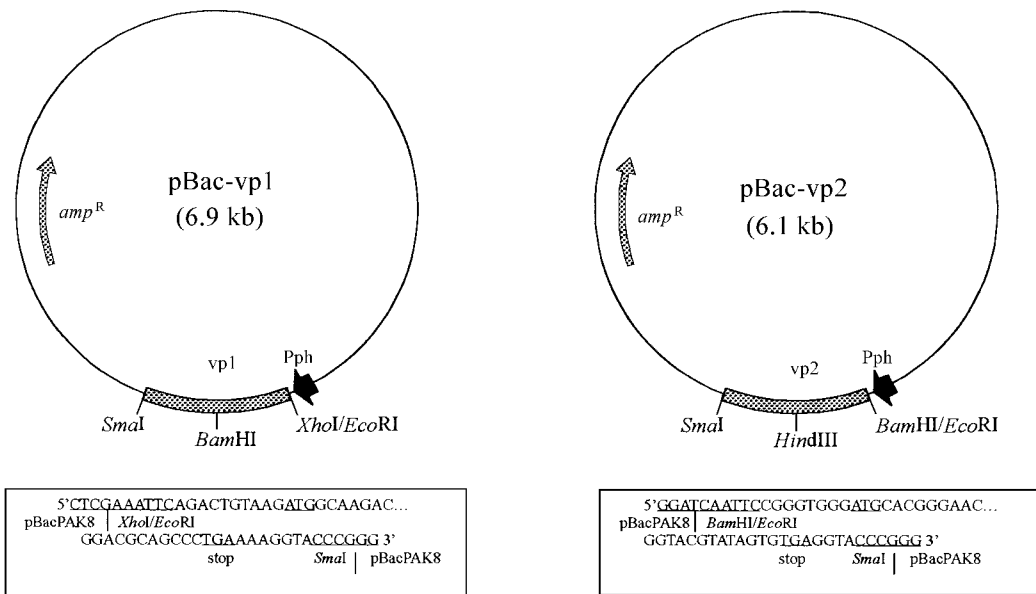 pBac-vp1
(6.9 kb)
amp R
vp1
Pph
SmaI
BamHI
XhoI/EcoRI
5'CTCGAAATTCAGACTGTAAGATGGCAAGAC...
pBacPAK8 XhoI/EcoRI
GGACGCAGCCCTGAAAAGGTACCCGGG 3'
stop SmaI pBacPAK8
pBac-vp2
(6.1 kb)
amp R
vp2
Pph
SmaI
HindIII
BamHI/EcoRI
5'GGATCAATTCCGGGTGGGATGCACGGGAAC...
pBacPAK8 BamHI/EcoRI
GGTACGTATAGTGTGAGGTACCCGGG 3'
stop SmaI pBacPAK8